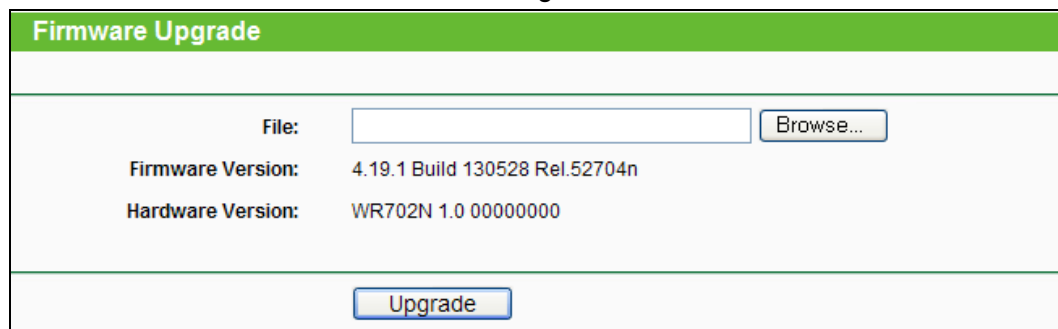 Firmware Upgrade
File: Browse...
Firmware Version: 4.19.1 Build 130528 Rel.52704n
Hardware Version: WR702N 1.0 00000000
Upgrade